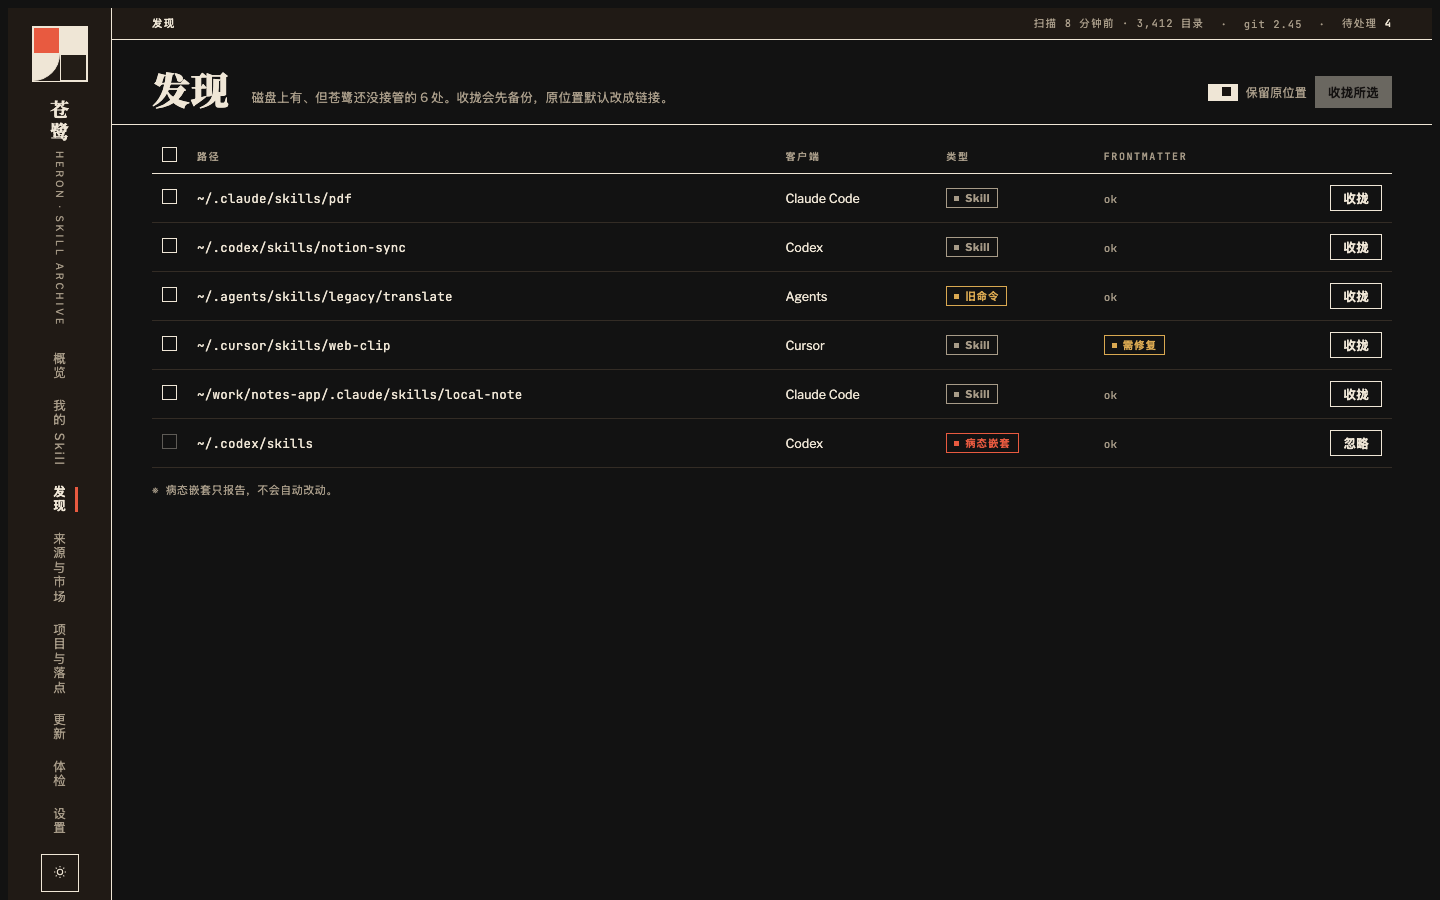 苍鹭
HERON · SKILL ARCHIVE
概览
我的 Skill
发现
来源与市场
项目与落点
更新
体检
设置
发现
扫描 8 分钟前 · 3,412 目录 · git 2.45 · 待处理 4
发现
磁盘上有、但苍鹭还没接管的 6 处。收拢会先备份，原位置默认改成链接。
保留原位置
收拢所选
路径 客户端 类型 FRONTMATTER
~/.claude/skills/pdf Claude Code Skill ok 收拢
~/.codex/skills/notion-sync Codex Skill ok 收拢
~/.agents/skills/legacy/translate Agents 旧命令 ok 收拢
~/.cursor/skills/web-clip Cursor Skill 需修复 收拢
~/work/notes-app/.claude/skills/local-note Claude Code Skill ok 收拢
~/.codex/skills Codex 病态嵌套 ok 忽略
※ 病态嵌套只报告，不会自动改动。